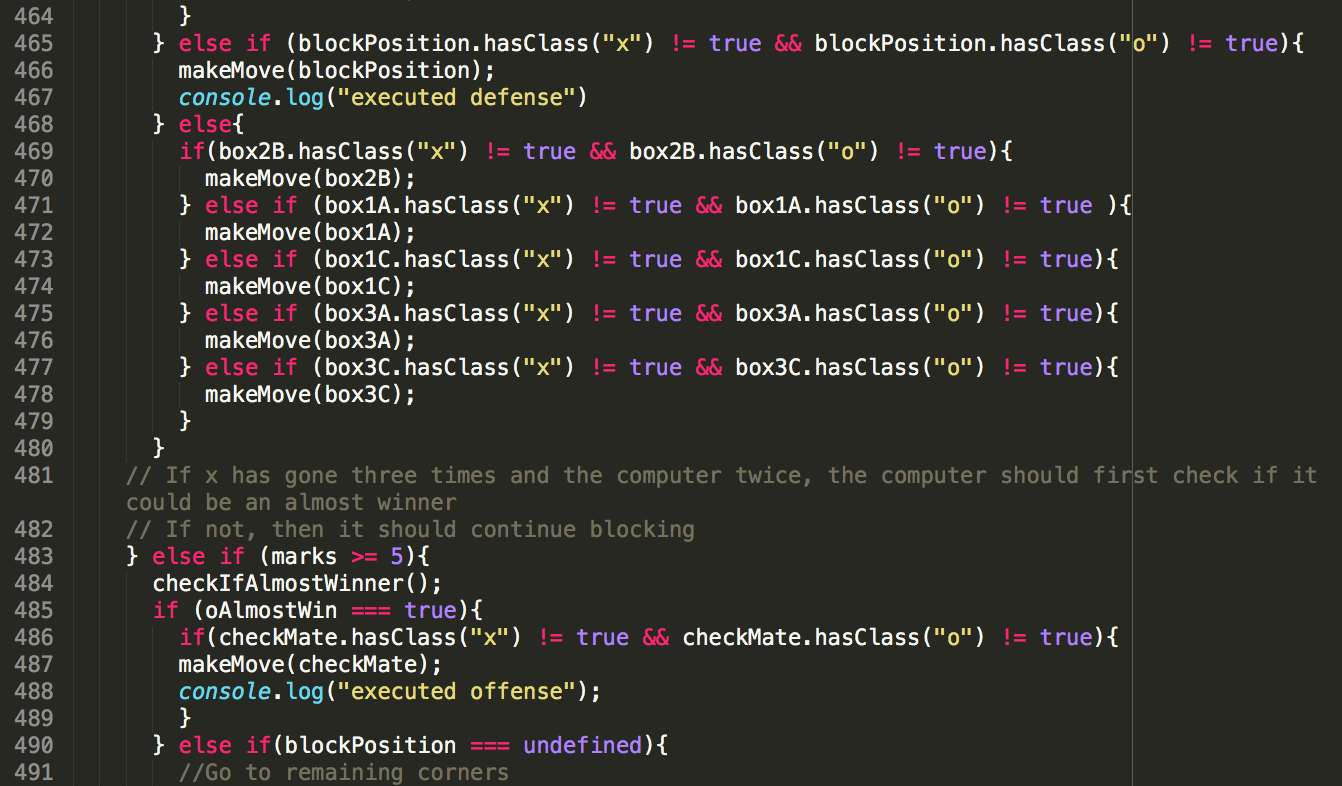 464 }
465 } else if (blockPosition.hasClass("x") != true && blockPosition.hasClass("o") != true){
466 makeMove(blockPosition);
467 console.log("executed defense")
468 } else{
469 if(box2B.hasClass("x") != true && box2B.hasClass("o") != true){
470 makeMove(box2B);
471 } else if (box1A.hasClass("x") != true && box1A.hasClass("o") != true ){
472 makeMove(box1A);
473 } else if (box1C.hasClass("x") != true && box1C.hasClass("o") != true){
474 makeMove(box1C);
475 } else if (box3A.hasClass("x") != true && box3A.hasClass("o") != true){
476 makeMove(box3A);
477 } else if (box3C.hasClass("x") != true && box3C.hasClass("o") != true){
478 makeMove(box3C);
479 }
480 }
481 // If x has gone three times and the computer twice, the computer should first check if it
could be an almost winner
482 // If not, then it should continue blocking
483 } else if (marks >= 5){
484 checkIfAlmostWinner();
485 if (oAlmostWin === true){
486 if(checkMate.hasClass("x") != true && checkMate.hasClass("o") != true){
487 makeMove(checkMate);
488 console.log("executed offense");
489 }
490 } else if(blockPosition === undefined){
491 //Go to remaining corners